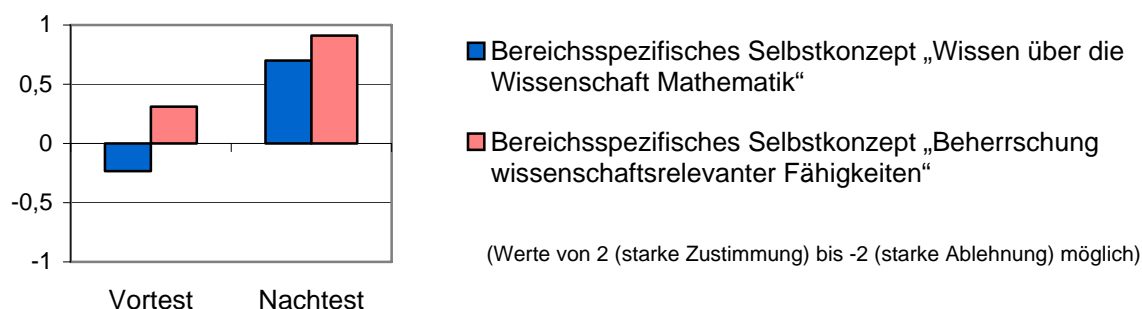 1
0,5
0
-0,5
-1
Vortest Nachtest
Bereichsspezifisches Selbstkonzept „Wissen über die
Wissenschaft Mathematik“
Bereichsspezifisches Selbstkonzept „Beherrschung
wissenschaftsrelevanter Fähigkeiten“
(Werte von 2 (starke Zustimmung) bis -2 (starke Ablehnung) möglich)